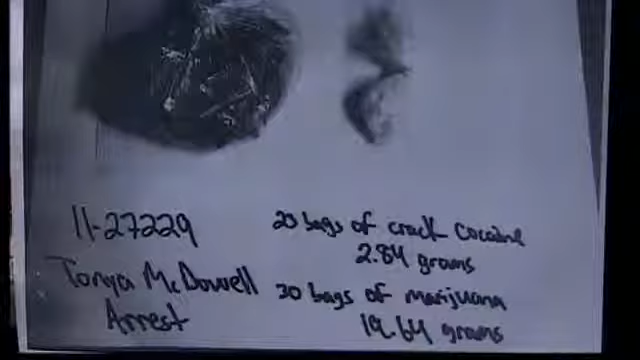 11-27229
Tonya McDowell
Arrest
20 bags of crack cocaine
2.84 grams
30 bags of marijuana
19.64 grams